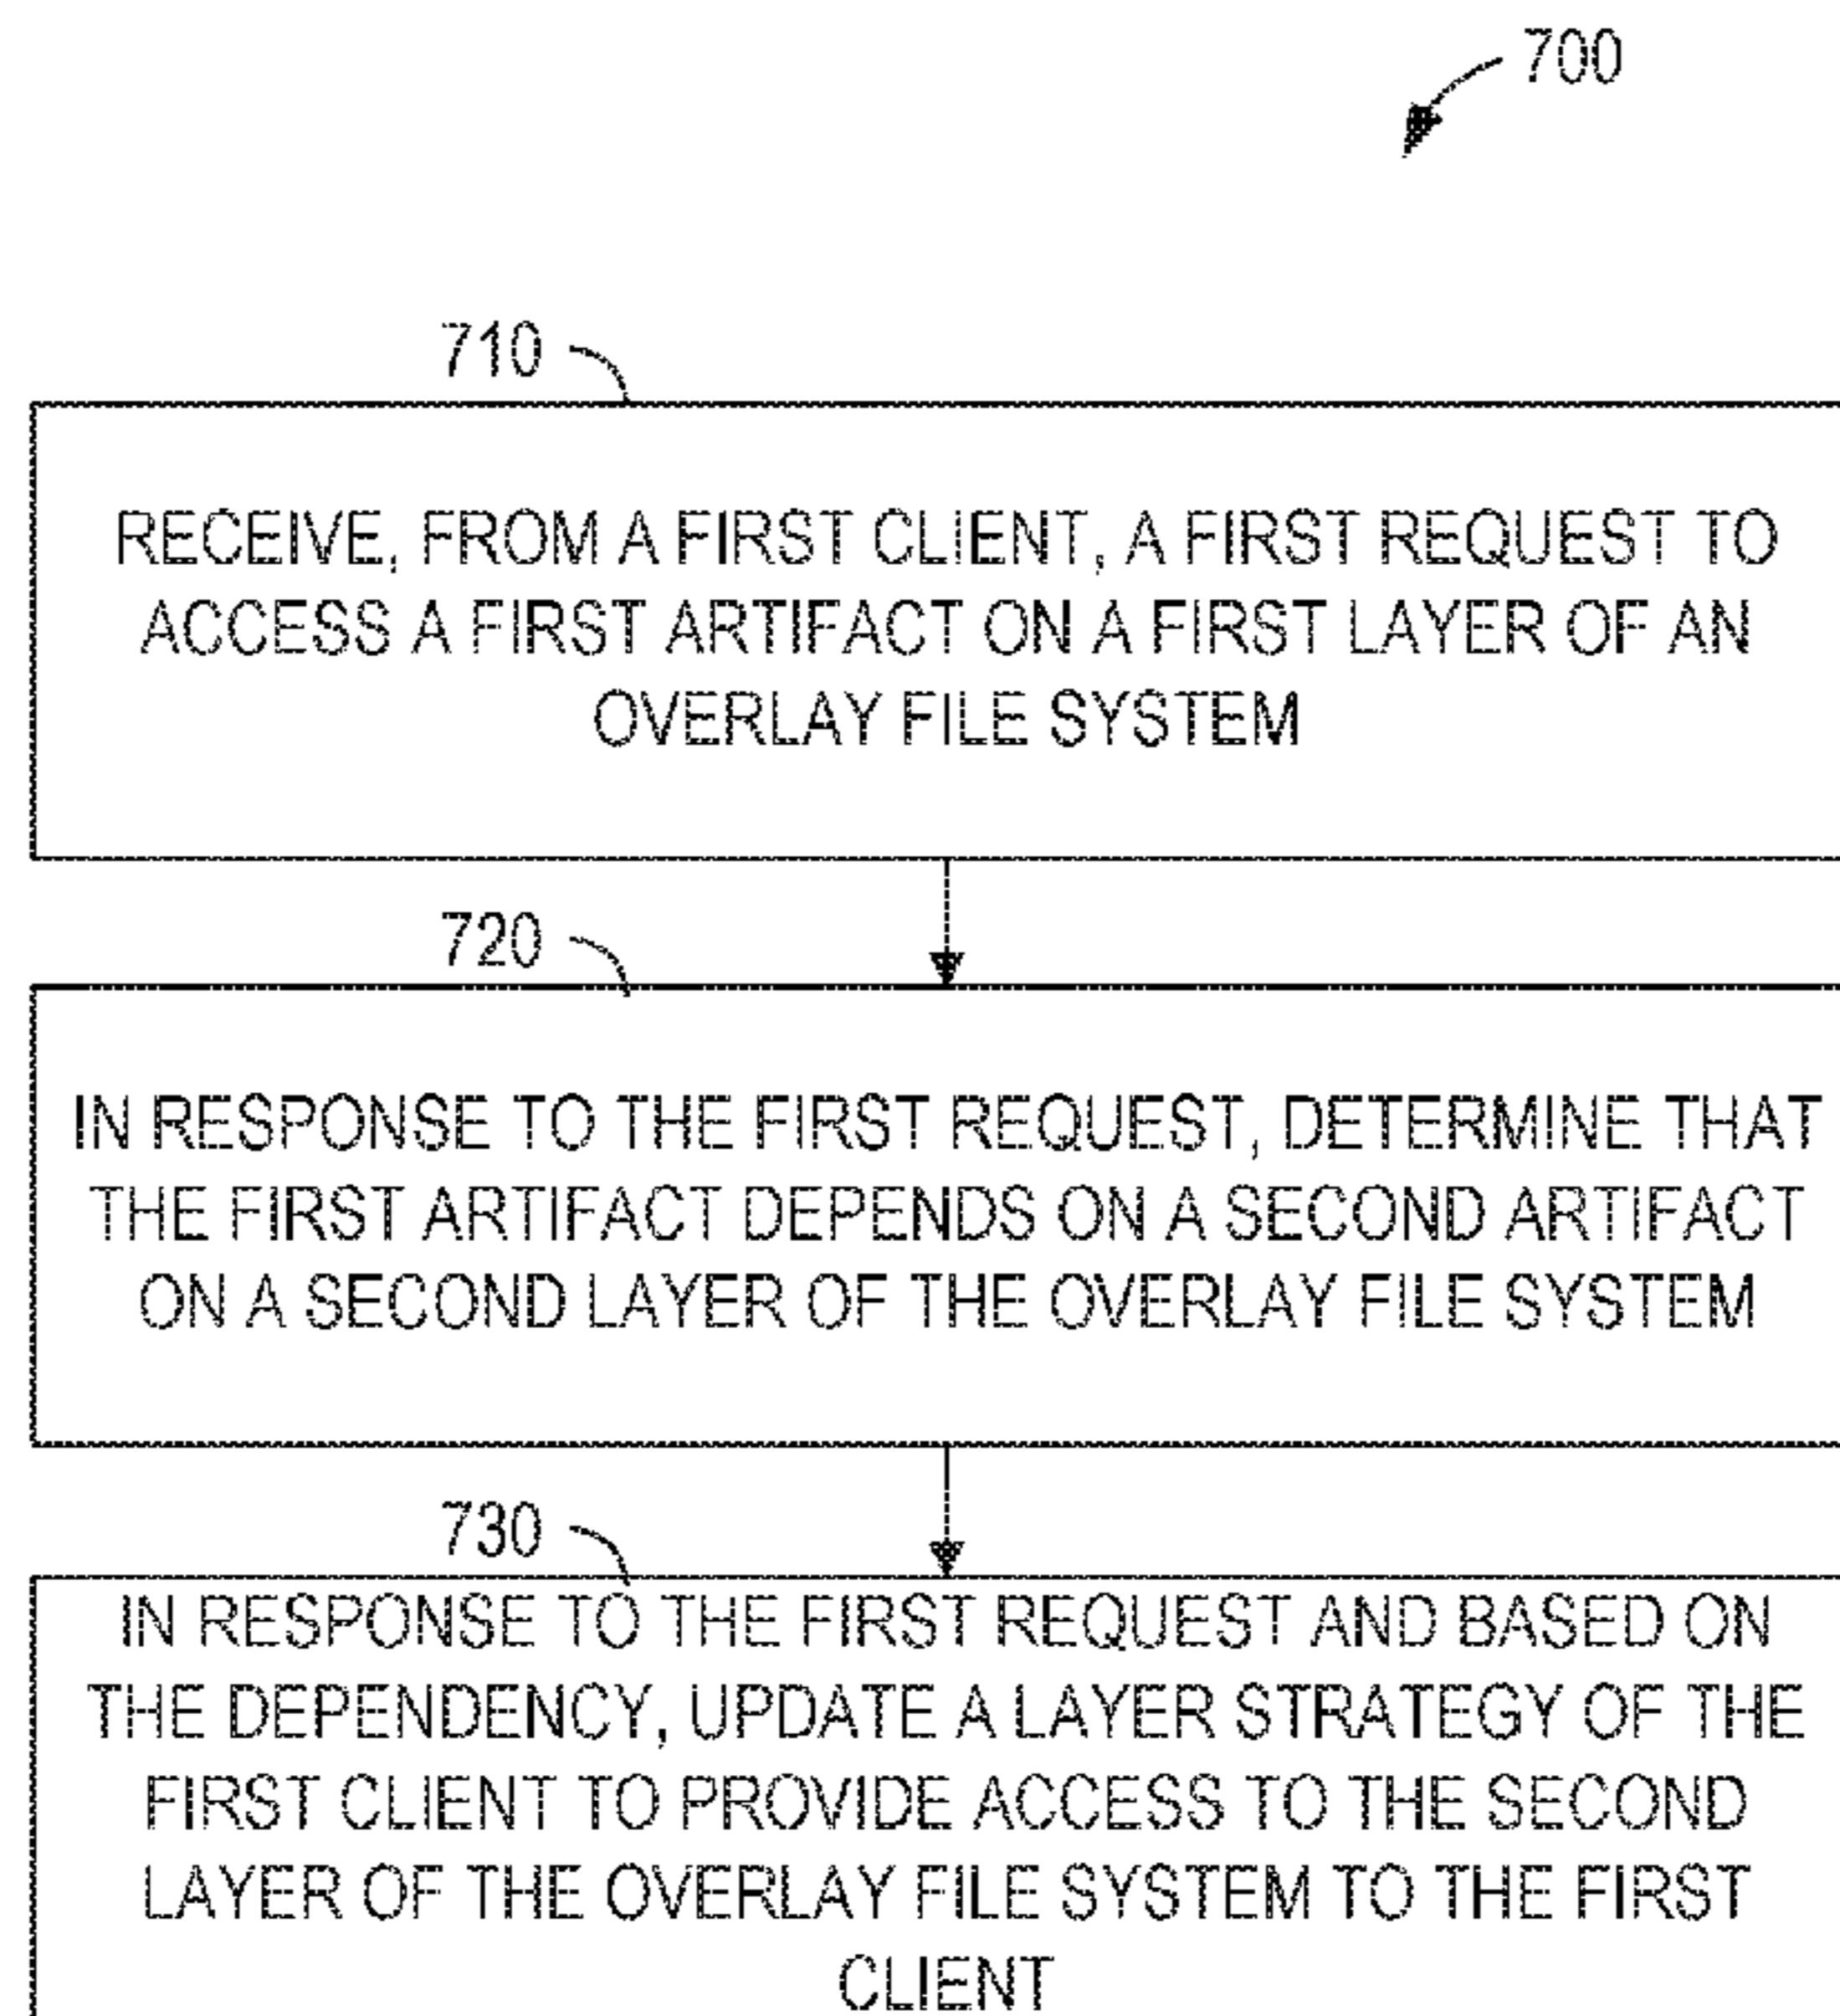 700
710
RECEIVE, FROM A FIRST CLIENT, A FIRST REQUEST TO
ACCESS A FIRST ARTIFACT ON A FIRST LAYER OF AN
OVERLAY FILE SYSTEM
720
IN RESPONSE TO THE FIRST REQUEST, DETERMINE THAT
THE FIRST ARTIFACT DEPENDS ON A SECOND ARTIFACT
ON A SECOND LAYER OF THE OVERLAY FILE SYSTEM
730
IN RESPONSE TO THE FIRST REQUEST AND BASED ON
THE DEPENDENCY, UPDATE A LAYER STRATEGY OF THE
FIRST CLIENT TO PROVIDE ACCESS TO THE SECOND
LAYER OF THE OVERLAY FILE SYSTEM TO THE FIRST
CLIENT